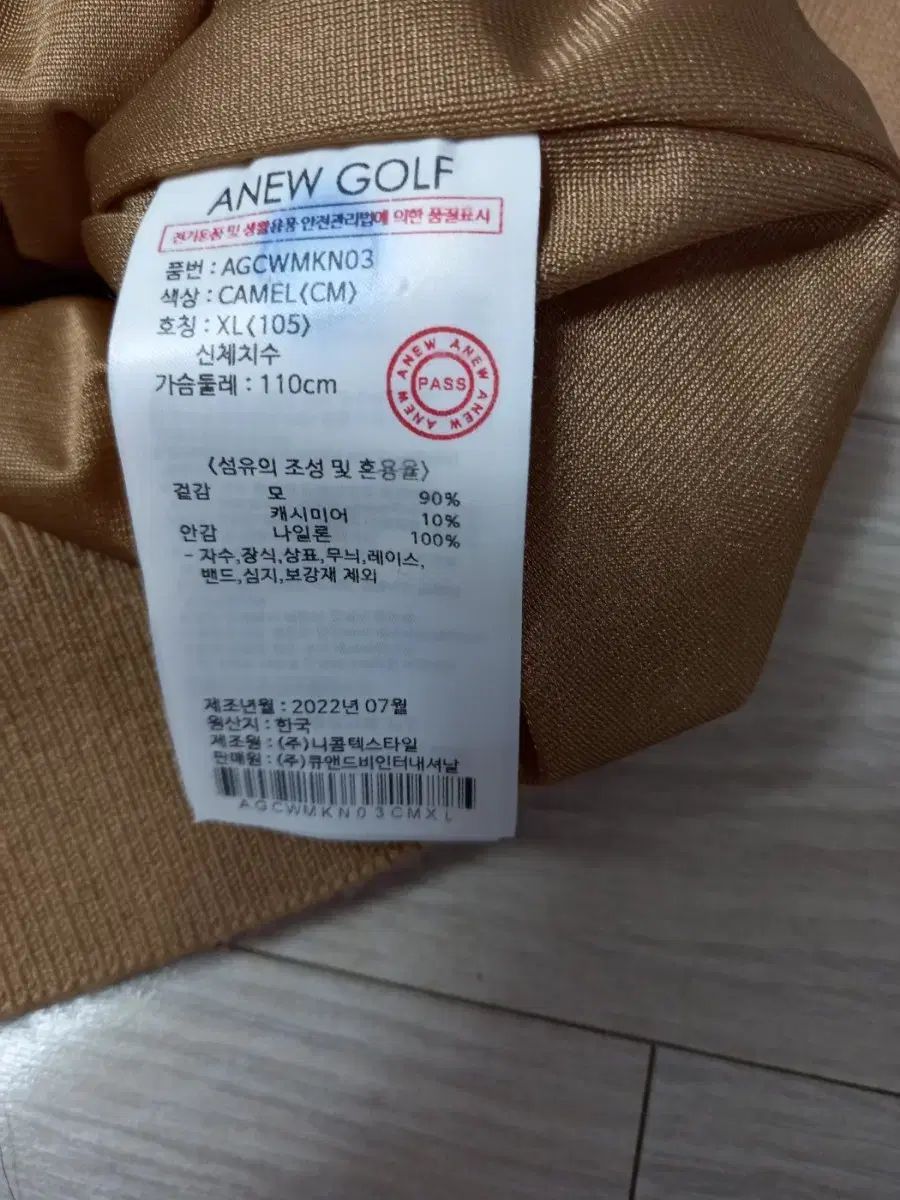 ANEW GOLF
전기용품 및 생활용품 안전관리법에 의한 품질표시
품번 : AGCWMKN03
색상 : CAMEL(CM)
호칭 : XL(105)
신체치수
가슴둘레 : 110cm
ANEW ANEW ANEW ANEW
PASS
<섬유의 조성 및 혼용율>
겉감 모 90%
캐시미어 10%
안감 나일론 100%
- 자수,장식,상표,무늬,레이스,
밴드,심지,보강재 제외
제조년월 : 2022년 07월
원산지 : 한국
제조원 : (주)니콤텍스타일
판매원 : (주)큐앤드비인터내셔날
AGCWMKN03CMXL